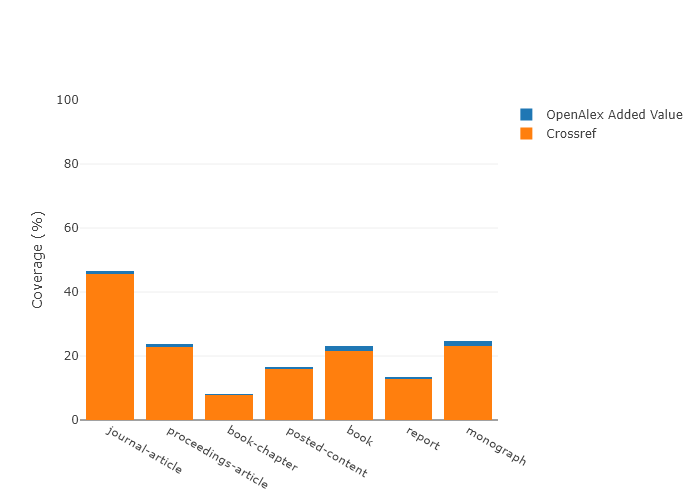 100
80
60
40
20
0
Coverage (%)
journal-article
proceedings-article
book-chapter
posted-content
book
report
monograph
OpenAlex Added Value
Crossref